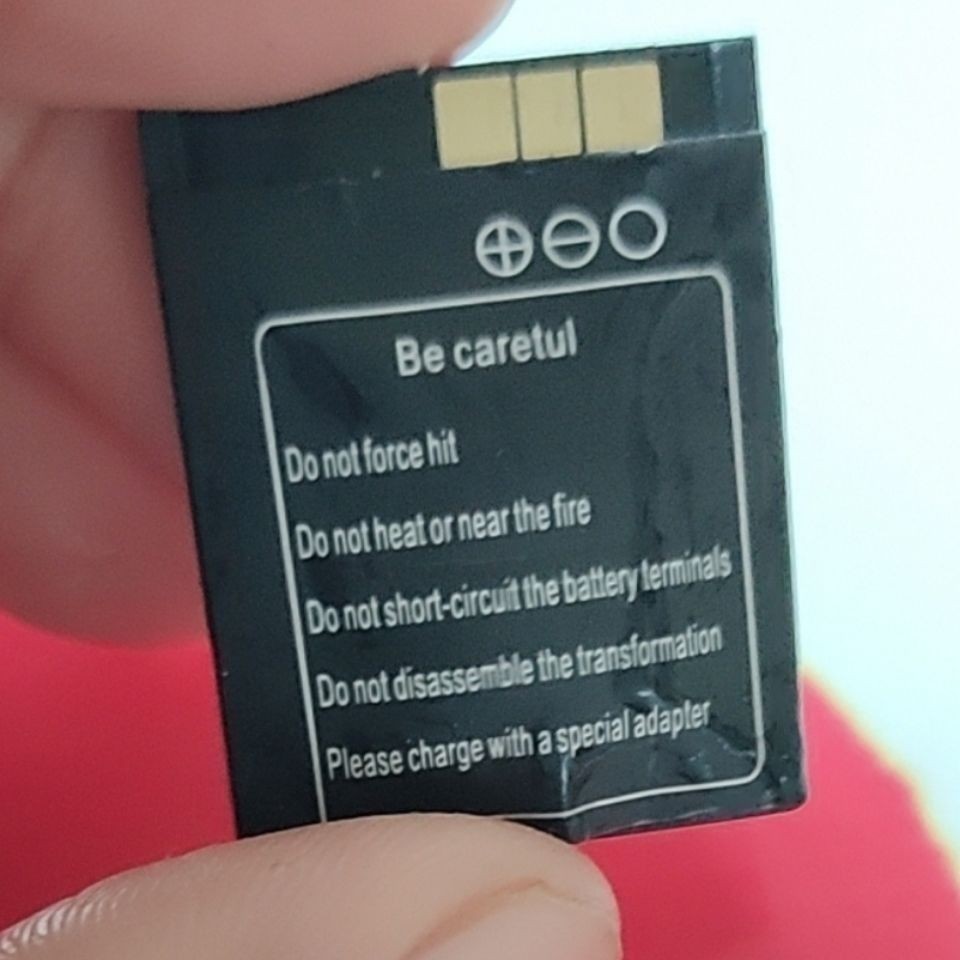 Be caretul
Do not force hit
Do not heat or near the fire
Do not short-circuit the battery terminals
Do not disassemble the transformation
Please charge with a special adapter